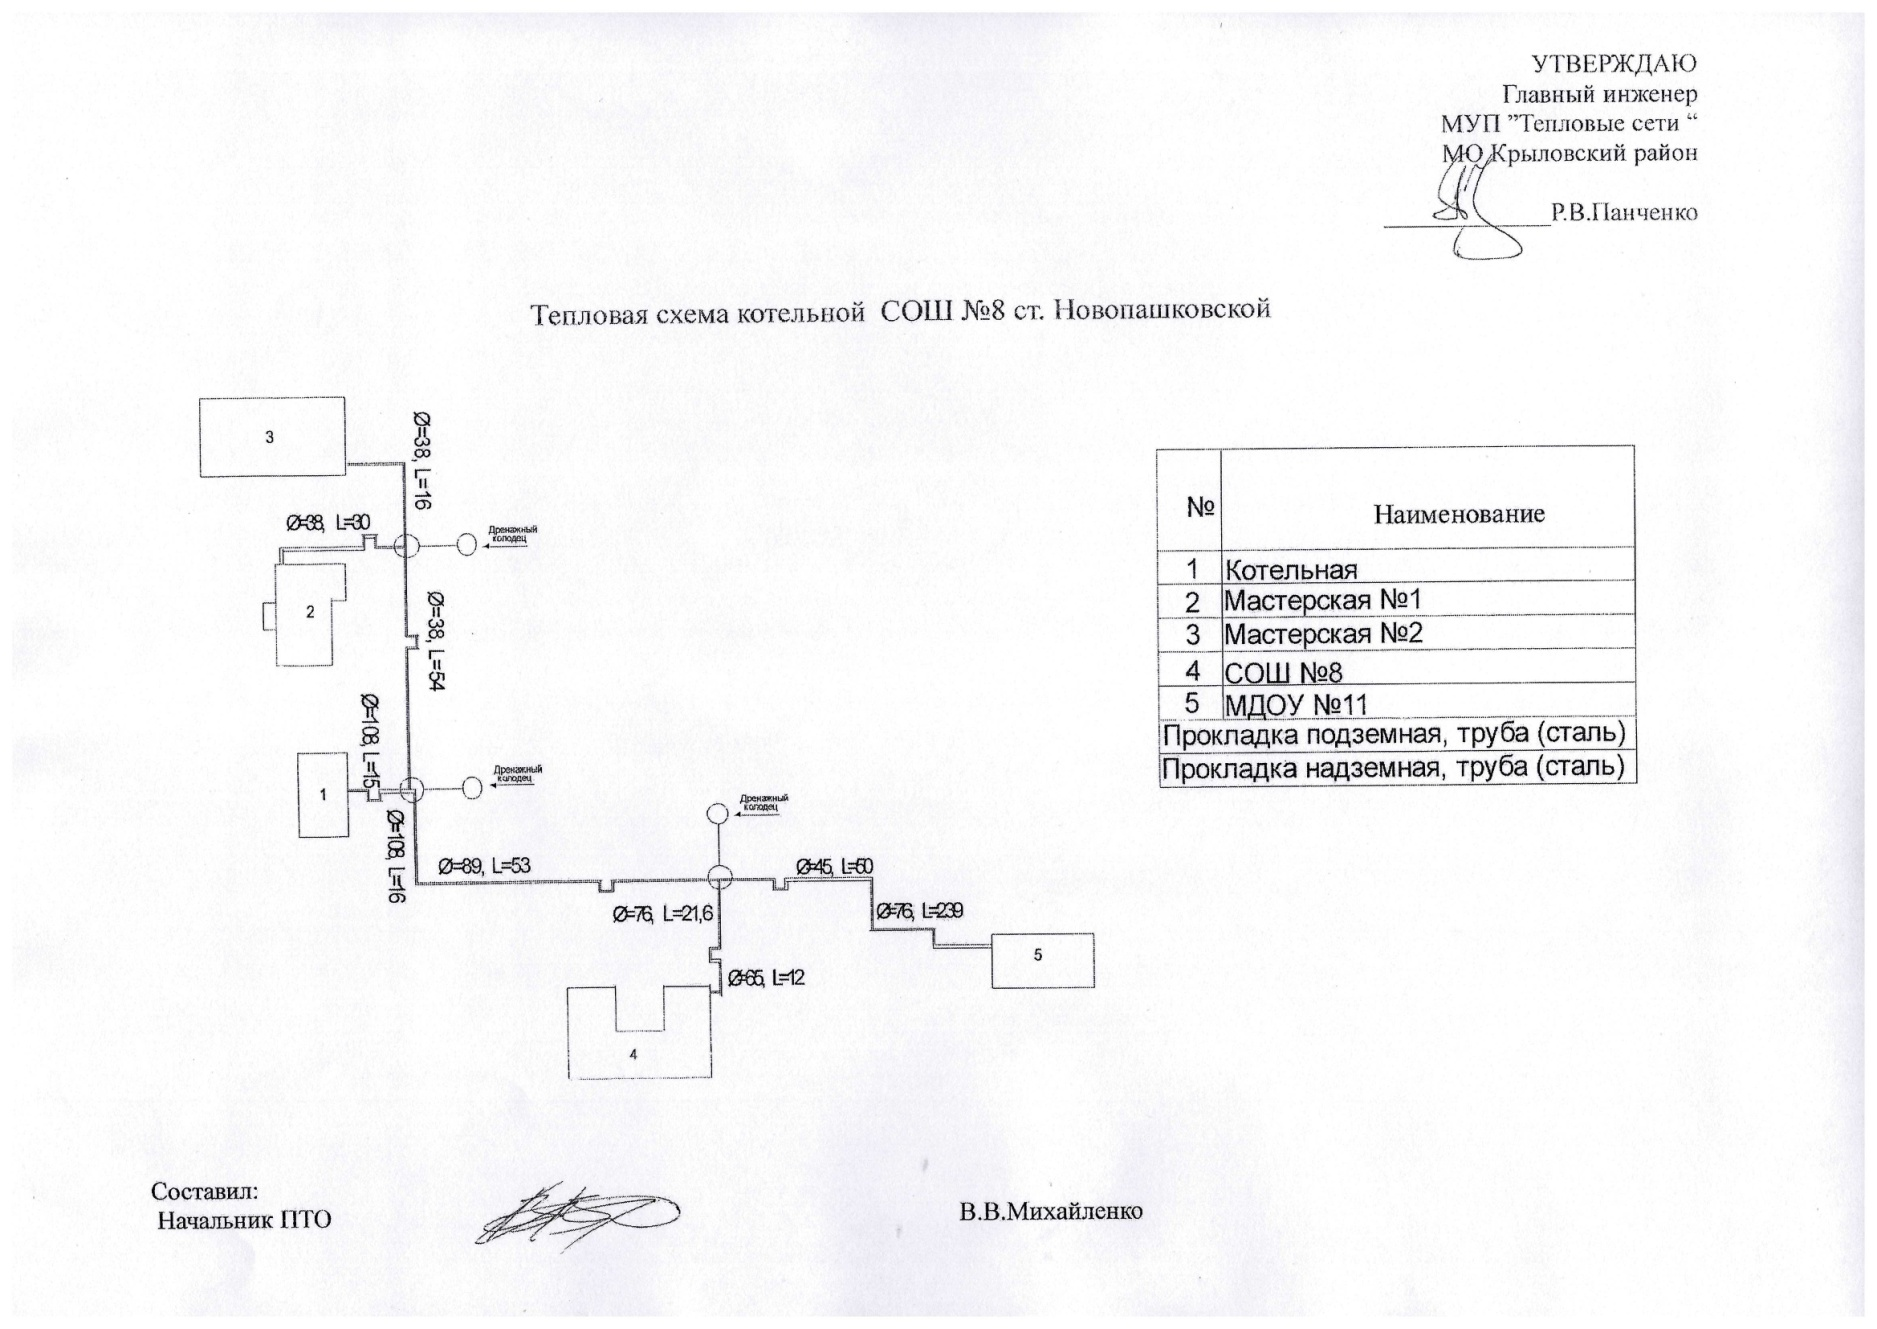 УТВЕРЖДАЮ
Главный инженер
МУП ”Тепловые сети “
МО Крыловский район
Р.В.Панченко
Тепловая схема котельной СОШ №8 ст. Новопашковской
3
Ø=38, L=16
Ø=38, L=30
Дренажный
колодец
2
Ø=38, L=54
Ø=108, L=15
1
Дренажный
колодец
Ø=108, L=16
Дренажный
колодец
Ø=89, L=53
Ø=45, L=60
Ø=76, L=21,6
Ø=76, L=239
5
Ø=65, L=12
4
№ Наименование
1 Котельная
2 Мастерская №1
3 Мастерская №2
4 СОШ №8
5 МДОУ №11
Прокладка подземная, труба (сталь)
Прокладка надземная, труба (сталь)
Составил:
Начальник ПТО
В.В.Михайленко